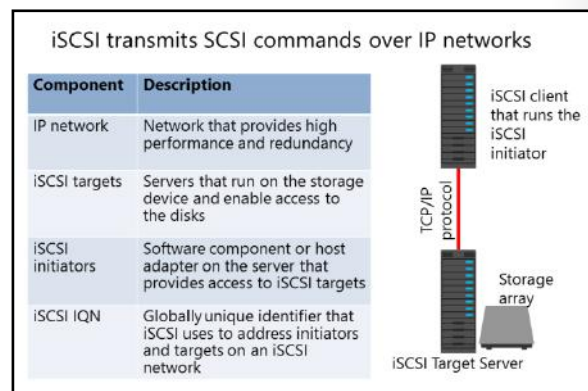 iSCSI transmits SCSI commands over IP networks
Component Description
IP network Network that provides high
performance and redundancy
iSCSI targets Servers that run on the storage
device and enable access to
the disks
iSCSI Software component or host
initiators adapter on the server that
provides access to iSCSI targets
iSCSI IQN Globally unique identifier that
iSCSI uses to address initiators
and targets on an iSCSI
network
iSCSI client
that runs the
iSCSI
initiator
TCP/IP
protocol
Storage
array
iSCSI Target Server